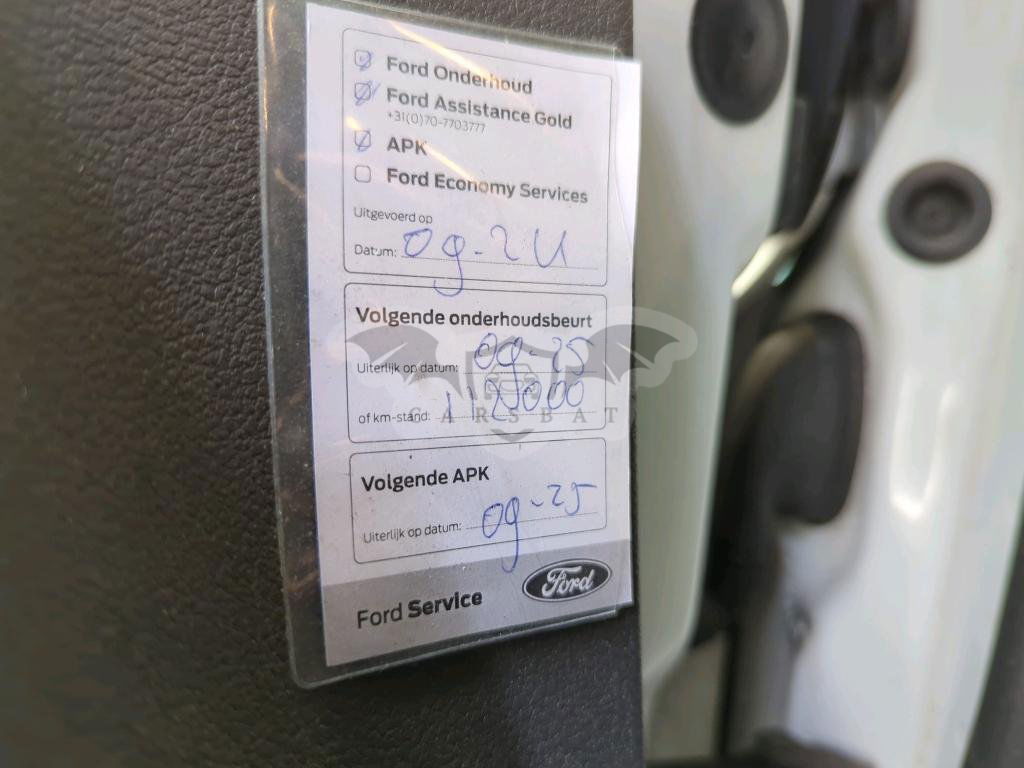 Ford Onderhoud
Ford Assistance Gold
+31(0)70-7703777
APK
Ford Economy Services
Uitgevoerd op
Datum: 09-24
Volgende onderhoudsbeurt
Uiterlijk op datum: 09-25
of km-stand: 112000
CARSBAT
Volgende APK
Uiterlijk op datum: 09-25
Ford Service
Ford